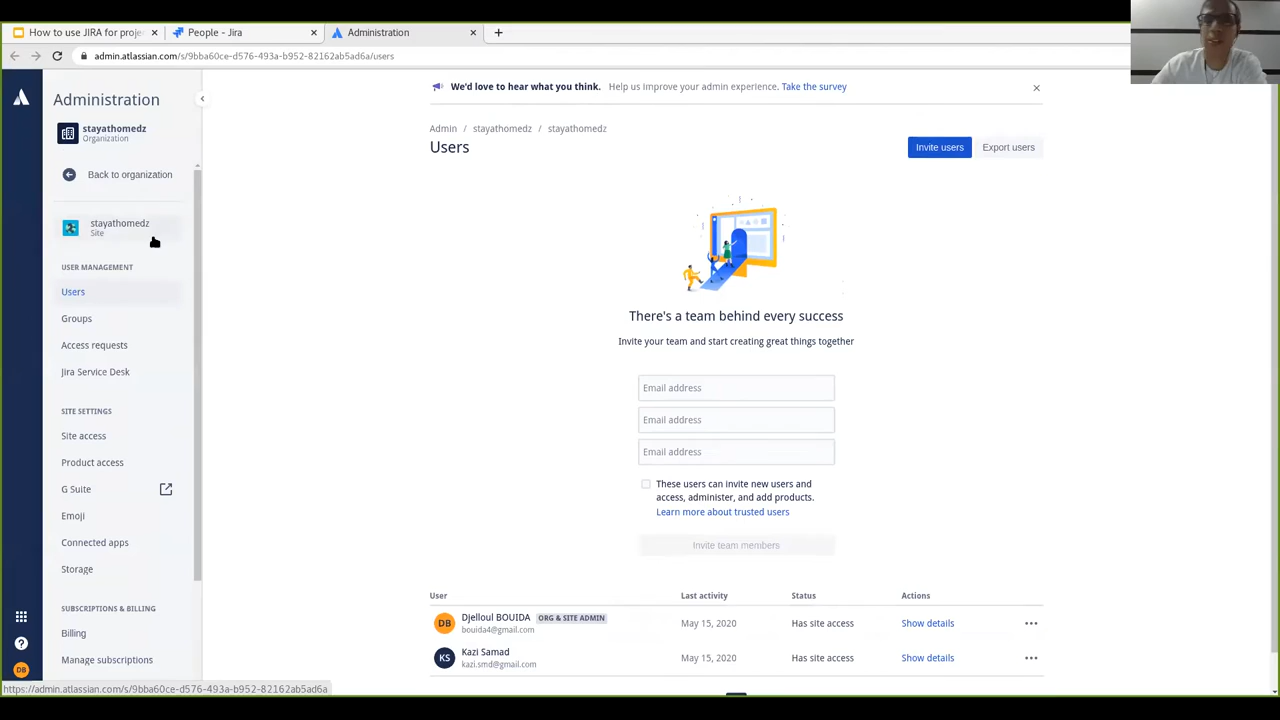 How to use JIRA for proje
People - Jira
Administration
admin.atlassian.com/s/9bba60ce-d576-493a-b952-82162ab5ad6a/users
Administration
stayathomedz
Organization
Back to organization
stayathomedz
Site
USER MANAGEMENT
Users
Groups
Access requests
Jira Service Desk
SITE SETTINGS
Site access
Product access
G Suite
Emoji
Connected apps
Storage
SUBSCRIPTIONS & BILLING
Billing
Manage subscriptions
DB
https://admin.atlassian.com/s/9bba60ce-d576-493a-b952-82162ab5ad6a
We'd love to hear what you think. Help us improve your admin experience. Take the survey
Admin / stayathomedz / stayathomedz
Users
Invite users
Export users
There's a team behind every success
Invite your team and start creating great things together
Email address
Email address
Email address
These users can invite new users and
access, administer, and add products.
Learn more about trusted users
Invite team members
User Last activity Status Actions
DB Djelloul BOUIDA ORG & SITE ADMIN May 15, 2020 Has site access Show details
bouida4@gmail.com
KS Kazi Samad May 15, 2020 Has site access Show details
kazi.smd@gmail.com